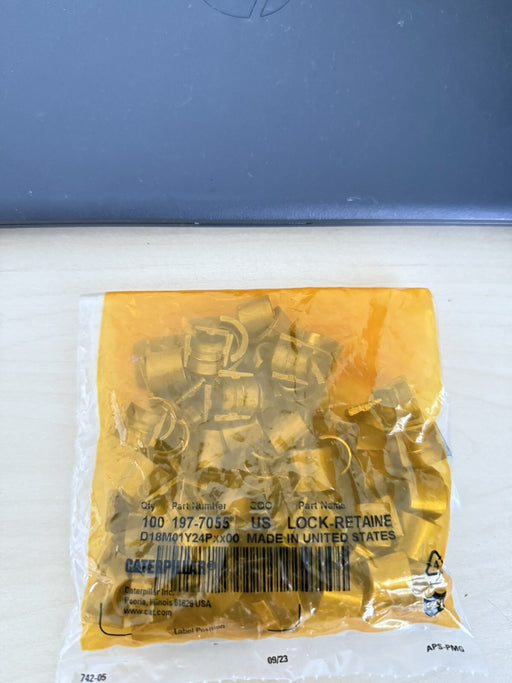 hp
Qty Part Number COO Part Name
100 197-7055 US LOCK-RETAINE
D18M01Y24Pxx00 MADE IN UNITED STATES
CATERPILLAR®
Caterpillar Inc.
Peoria, Illinois 61629 USA
www.cat.com
Label Position
APS-PMG
09/23
742-05